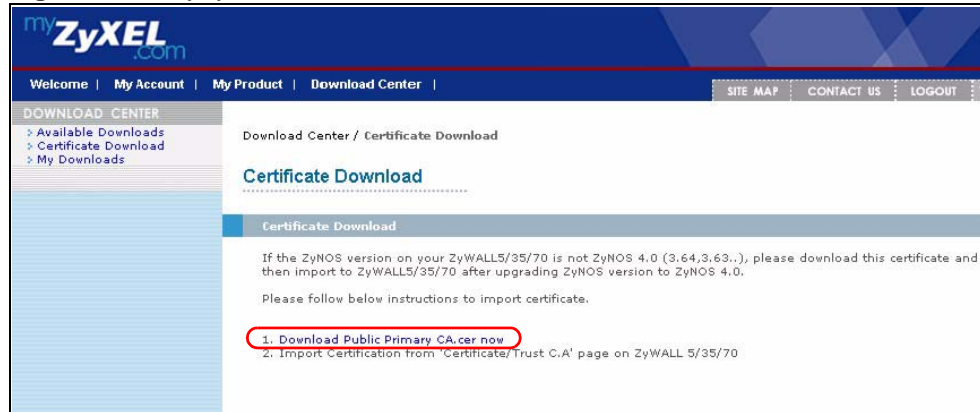 myZyXEL.com
Welcome | My Account | My Product | Download Center |
SITE MAP CONTACT US LOGOUT
DOWNLOAD CENTER
Available Downloads
Certificate Download
My Downloads
Download Center / Certificate Download
Certificate Download
Certificate Download
If the ZyNOS version on your ZyWALL5/35/70 is not ZyNOS 4.0 (3.64,3.63..), please download this certificate and
then import to ZyWALL5/35/70 after upgrading ZyNOS version to ZyNOS 4.0.
Please follow below instructions to import certificate.
1. Download Public Primary CA.cer now
2. Import Certification from 'Certificate/Trust C.A' page on ZyWALL 5/35/70